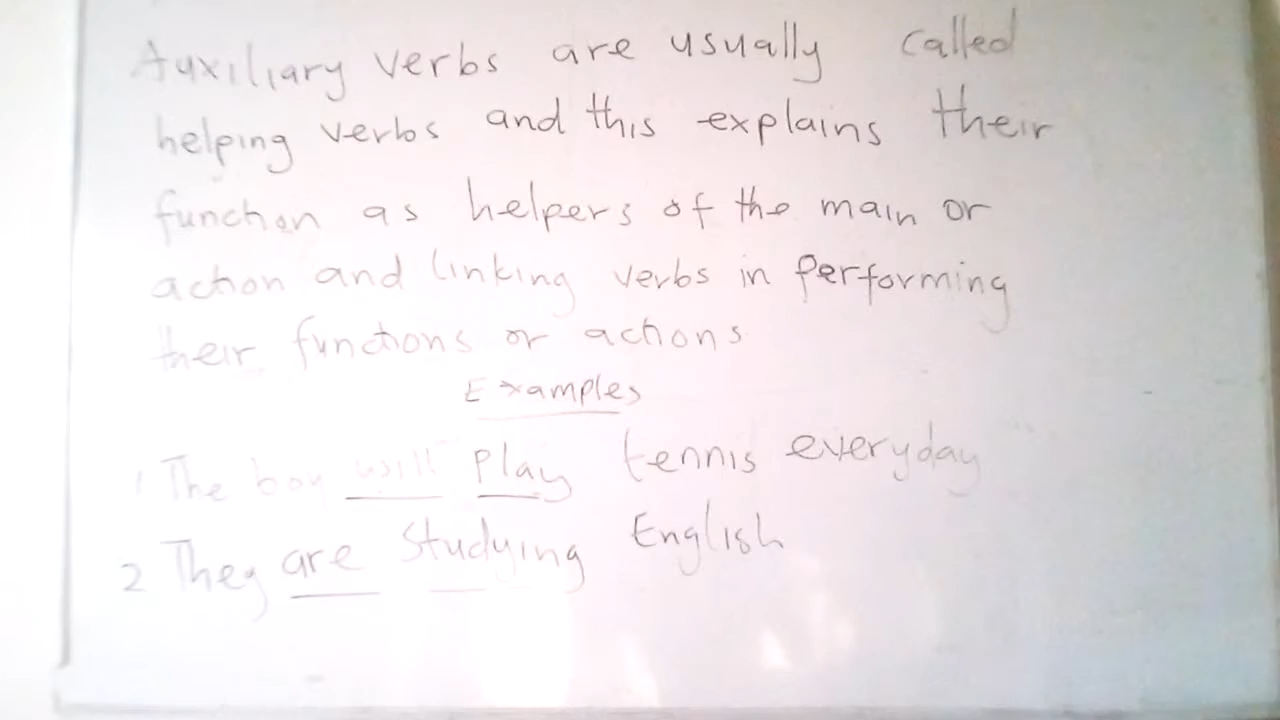 Auxiliary verbs are usually called
helping verbs and this explains their
function as helpers of the main or
action and linking verbs in performing
their functions or actions.
Examples
1 The boy will play tennis everyday
2 They are studying English